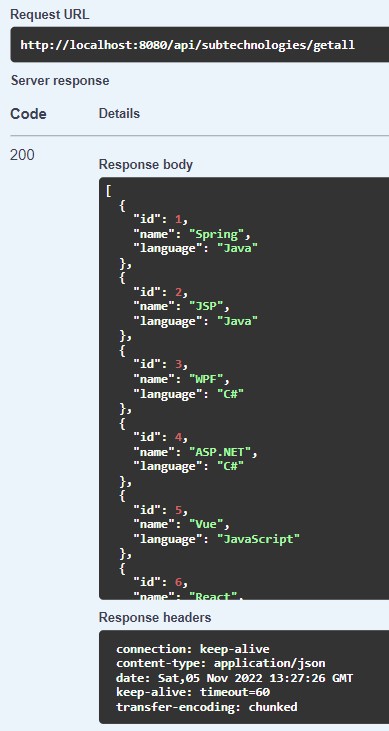 Request URL
http://localhost:8080/api/subtechnologies/getall
Server response
Code Details
200
Response body
[
{
"id": 1,
"name": "Spring",
"language": "Java"
},
{
"id": 2,
"name": "JSP",
"language": "Java"
},
{
"id": 3,
"name": "WPF",
"language": "C#"
},
{
"id": 4,
"name": "ASP.NET",
"language": "C#"
},
{
"id": 5,
"name": "Vue",
"language": "JavaScript"
},
{
"id": 6,
"name": "React",
Response headers
connection: keep-alive
content-type: application/json
date: Sat,05 Nov 2022 13:27:26 GMT
keep-alive: timeout=60
transfer-encoding: chunked